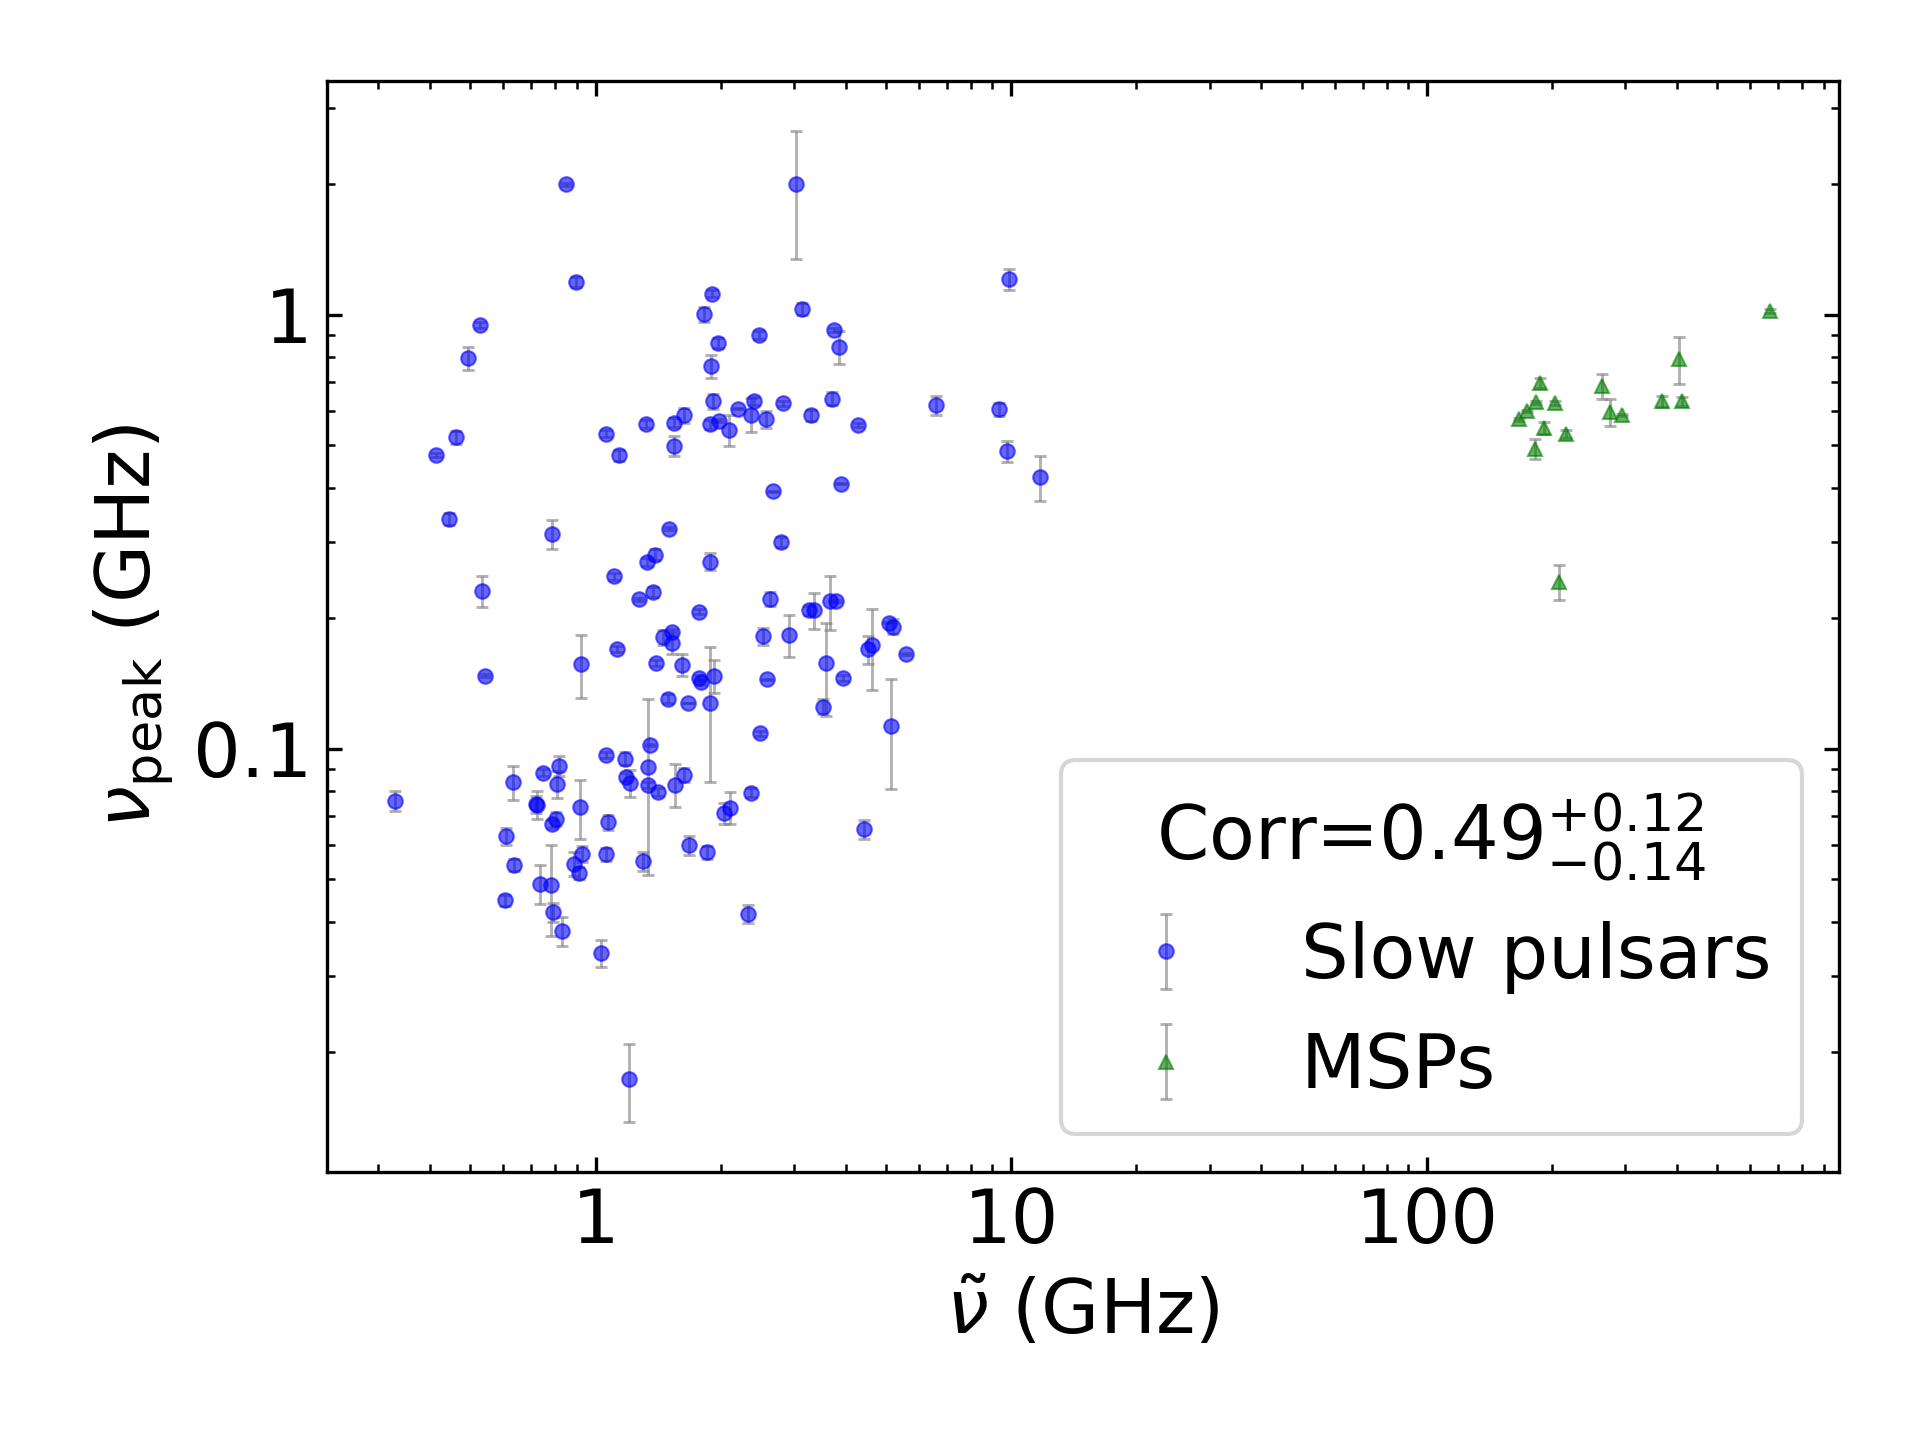 ν_peak (GHz)
1
0.1
Corr=0.49^{+0.12}_{−0.14}
Slow pulsars
MSPs
1 10 100
ν̃ (GHz)